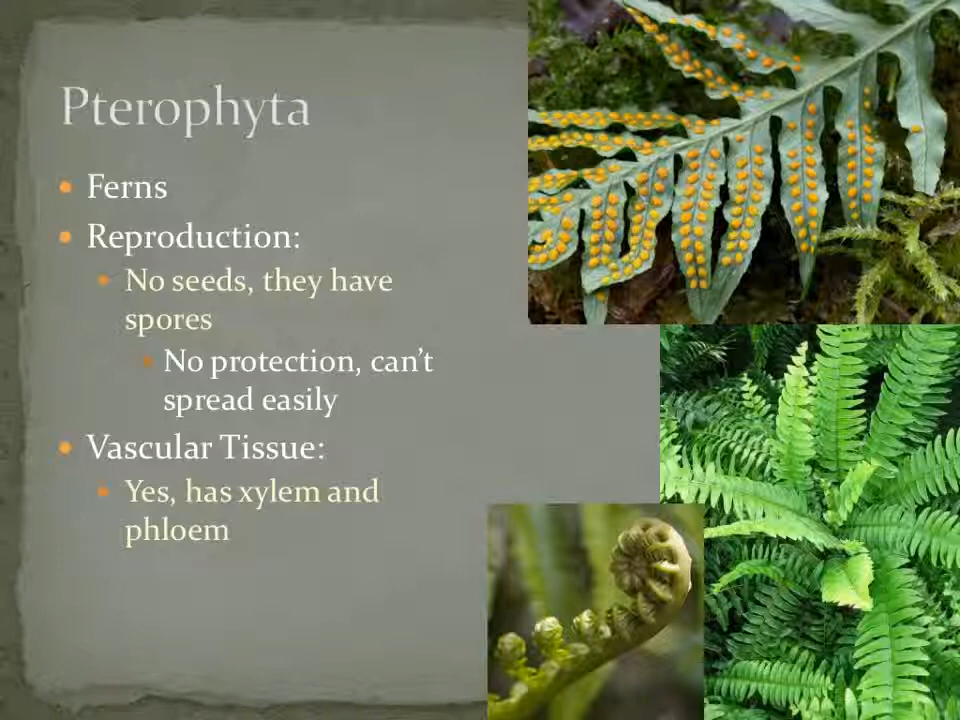 Pterophyta
• Ferns
• Reproduction:
• No seeds, they have
spores
• No protection, can't
spread easily
• Vascular Tissue:
• Yes, has xylem and
phloem